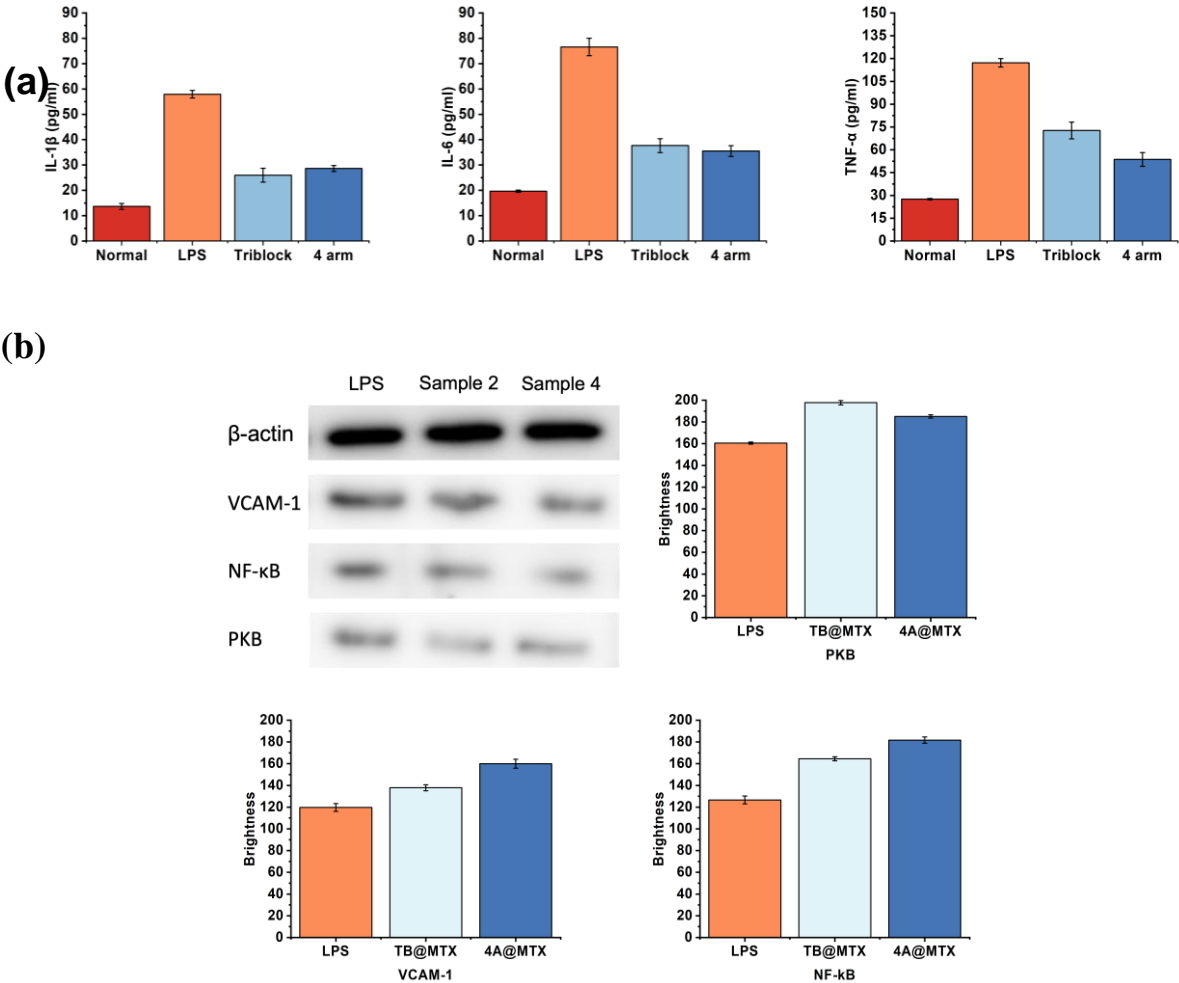 (a)
IL-1β (pg/ml)
90
80
70
60
50
40
30
20
10
0
Normal LPS Triblock 4 arm
IL-6 (pg/ml)
90
80
70
60
50
40
30
20
10
0
Normal LPS Triblock 4 arm
TNF-α (pg/ml)
150
135
120
105
90
75
60
45
30
15
0
Normal LPS Triblock 4 arm
(b)
LPS Sample 2 Sample 4
β-actin
VCAM-1
NF-κB
PKB
Brightness
200
180
160
140
120
100
80
60
40
20
0
LPS TB@MTX 4A@MTX
PKB
Brightness
200
180
160
140
120
100
80
60
40
20
0
LPS TB@MTX 4A@MTX
VCAM-1
Brightness
200
180
160
140
120
100
80
60
40
20
0
LPS TB@MTX 4A@MTX
NF-kB